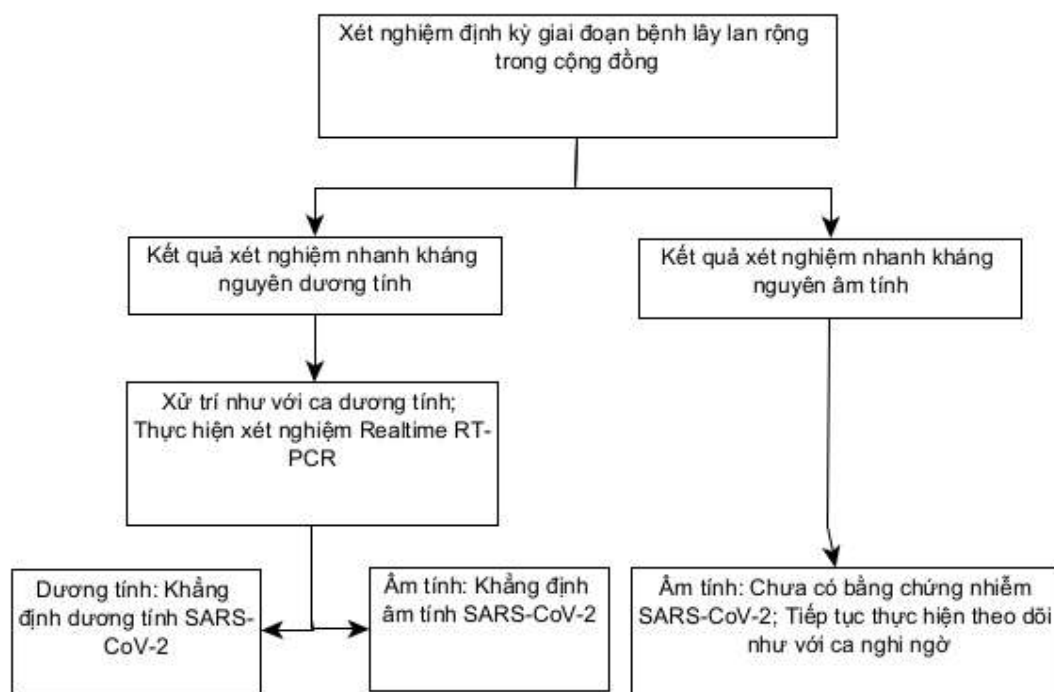 Xét nghiệm định kỳ giai đoạn bệnh lây lan rộng
trong cộng đồng
Kết quả xét nghiệm nhanh kháng
nguyên dương tính
Kết quả xét nghiệm nhanh kháng
nguyên âm tính
Xử trí như với ca dương tính;
Thực hiện xét nghiệm Realtime RT-
PCR
Dương tính: Khẳng
định dương tính SARS-
CoV-2
Âm tính: Khẳng định
âm tính SARS-CoV-2
Âm tính: Chưa có bằng chứng nhiễm
SARS-CoV-2; Tiếp tục thực hiện theo dõi
như với ca nghi ngờ